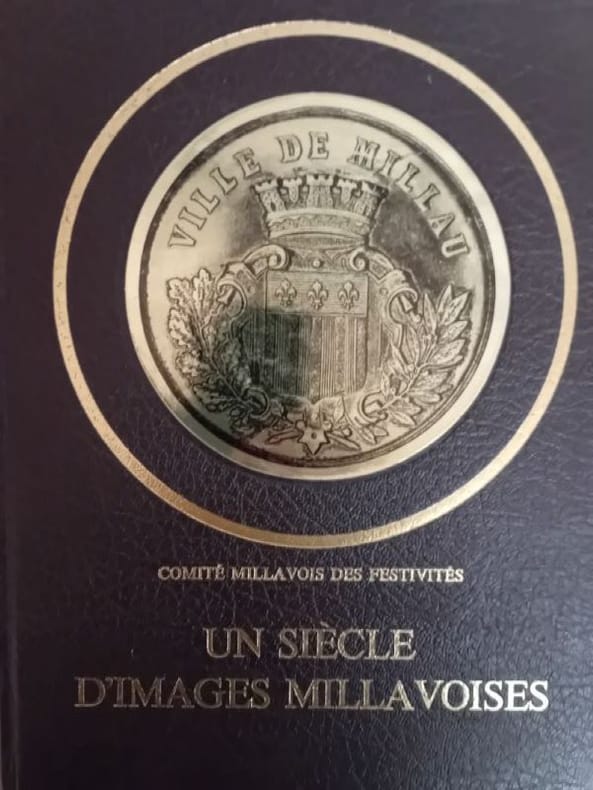 VILLE DE MILLAU
COMITÉ MILLAVOIS DES FESTIVITÉS
UN SIÈCLE
D'IMAGES MILLAVOISES